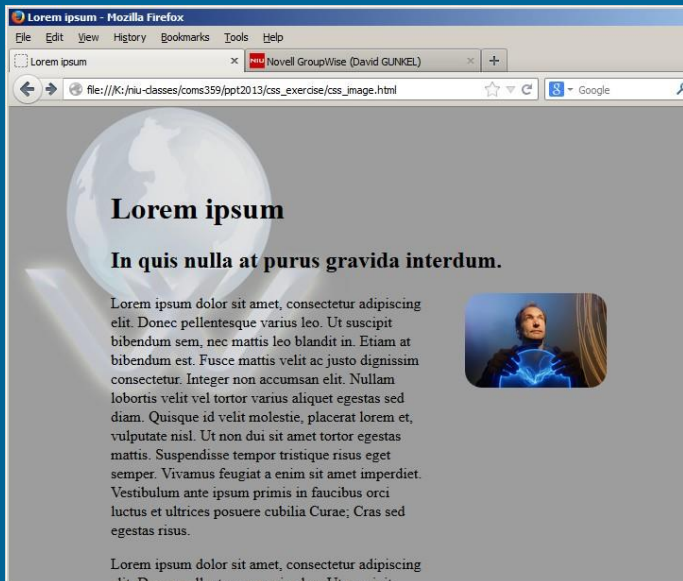 Lorem ipsum - Mozilla Firefox
File Edit View History Bookmarks Tools Help
Lorem ipsum × NIU Novell GroupWise (David GUNKEL) × +
file:///K:/niu-classes/coms359/ppt2013/css_exercise/css_image.html 8 Google
W
Lorem ipsum
In quis nulla at purus gravida interdum.
Lorem ipsum dolor sit amet, consectetur adipiscing
elit. Donec pellentesque varius leo. Ut suscipit
bibendum sem, nec mattis leo blandit in. Etiam at
bibendum est. Fusce mattis velit ac justo dignissim
consectetur. Integer non accumsan elit. Nullam
lobortis velit vel tortor varius aliquet egestas sed
diam. Quisque id velit molestie, placerat lorem et,
vulputate nisl. Ut non dui sit amet tortor egestas
mattis. Suspendisse tempor tristique risus eget
semper. Vivamus feugiat a enim sit amet imperdiet.
Vestibulum ante ipsum primis in faucibus orci
luctus et ultrices posuere cubilia Curae; Cras sed
egestas risus.
Lorem ipsum dolor sit amet, consectetur adipiscing